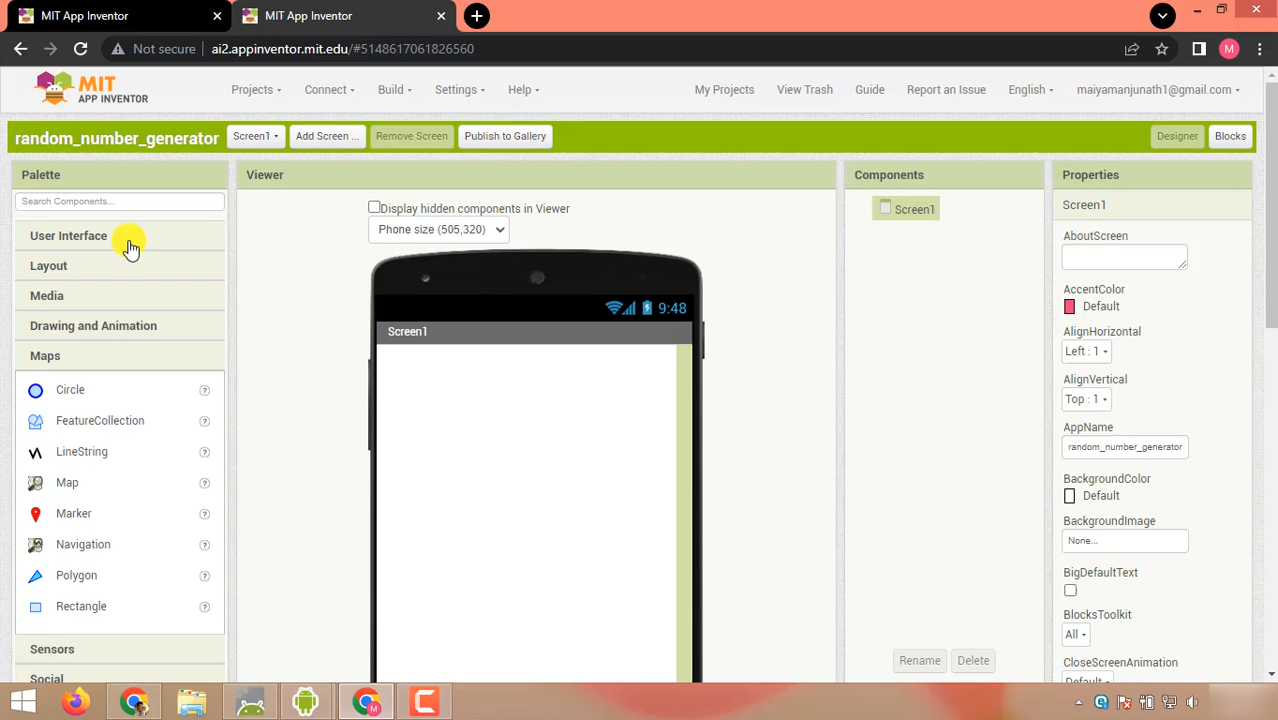 MIT App Inventor
MIT App Inventor
Not secure ai2.appinventor.mit.edu/#5148617061826560
M
MIT
APP INVENTOR
Projects Connect Build Settings Help My Projects View Trash Guide Report an Issue English maiyamanjunath1@gmail.com
random_number_generator Screen1 Add Screen ... Remove Screen Publish to Gallery Designer Blocks
Palette
Search Components...
User Interface
Layout
Media
Drawing and Animation
Maps
Circle ?
FeatureCollection ?
LineString ?
Map ?
Marker ?
Navigation ?
Polygon ?
Rectangle ?
Sensors
Social
Viewer
Display hidden components in Viewer
Phone size (505,320)
9:48
Screen1
Components
Screen1
Rename Delete
Properties
Screen1
AboutScreen
AccentColor
Default
AlignHorizontal
Left : 1
AlignVertical
Top : 1
AppName
random_number_generator
BackgroundColor
Default
BackgroundImage
None...
BigDefaultText
BlocksToolkit
All
CloseScreenAnimation
Default
M